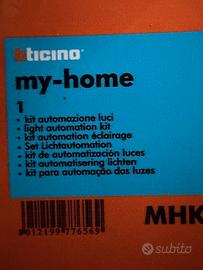 bticino
my-home
1
• kit automazione luci
• light automation kit
• kit automation éclairage
• Set Lichtautomation
• kit de automatización luces
• kit automatisering lichten
• kit para automação das luzes
MHK
8012199776569
subito